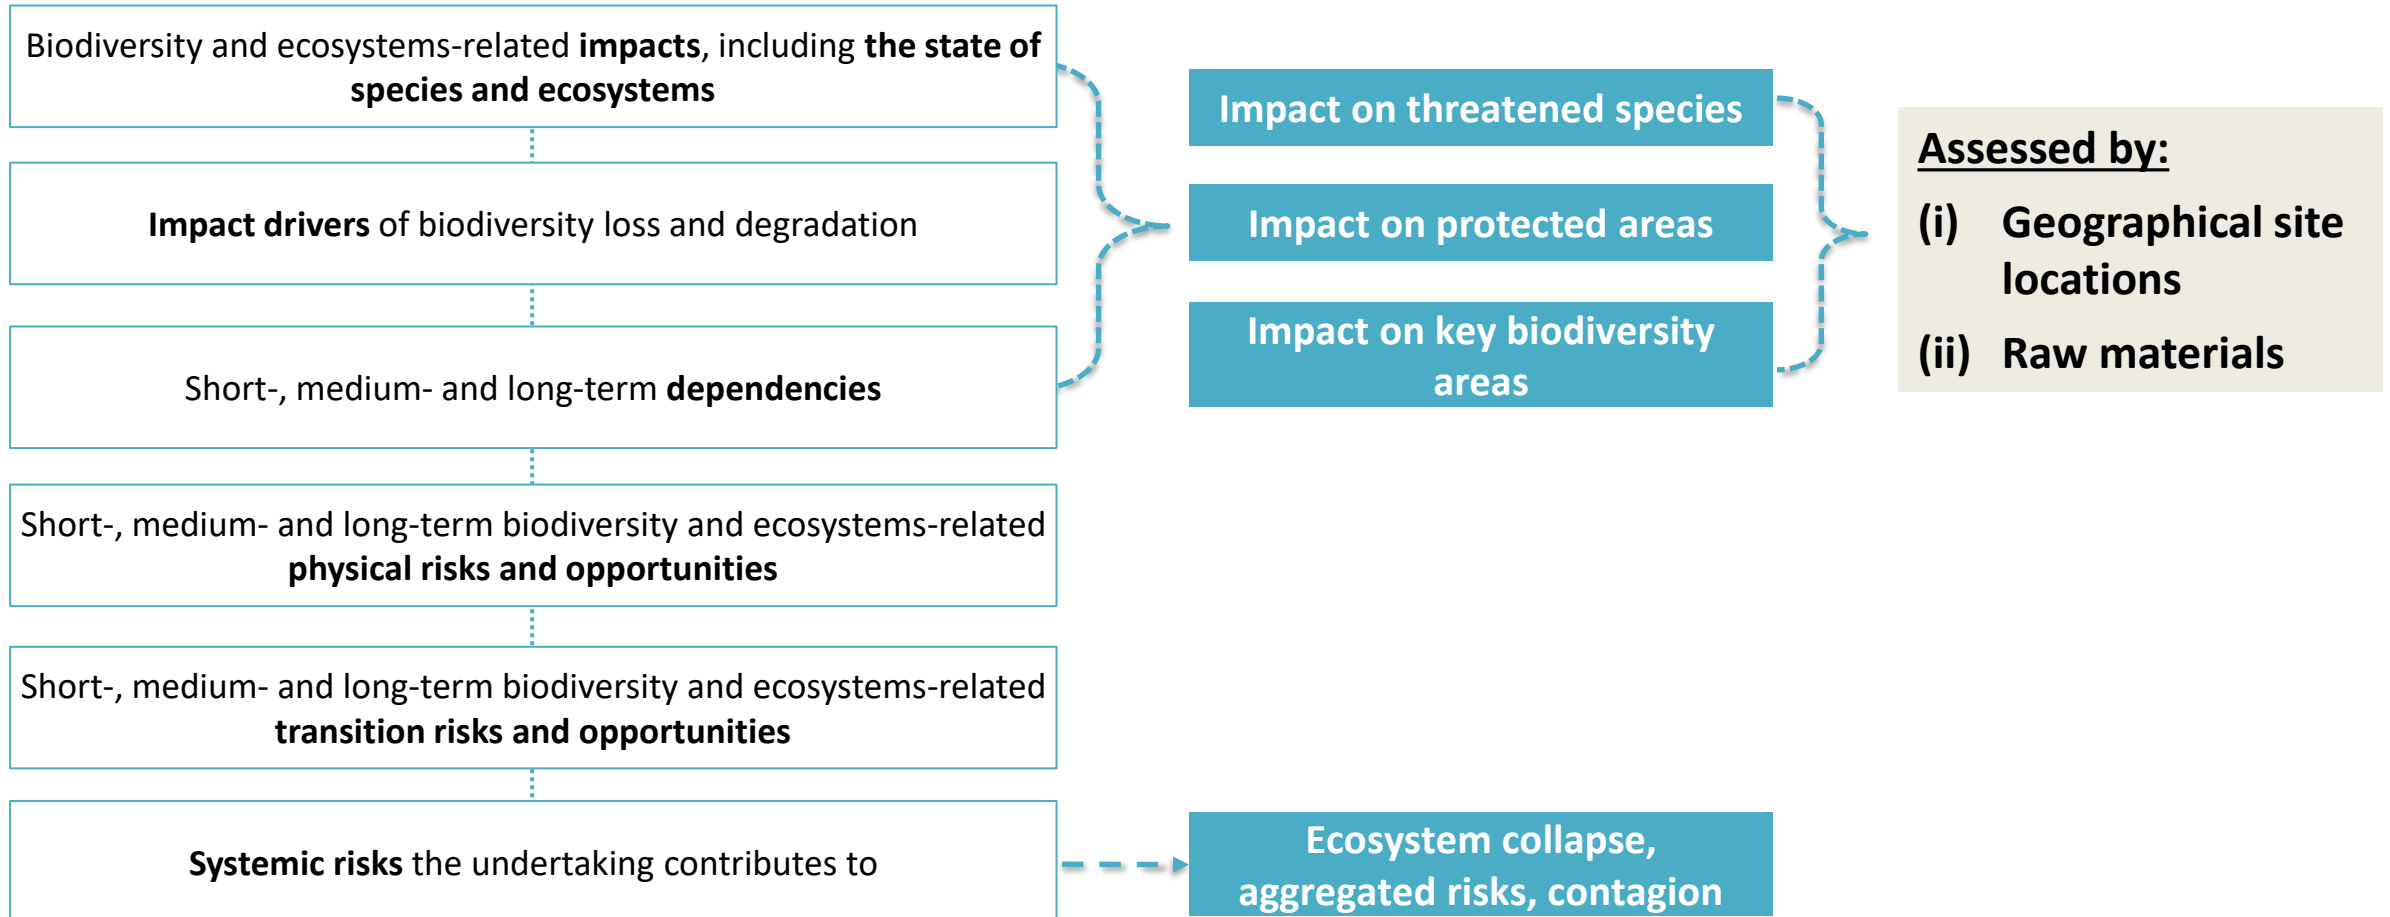 Biodiversity and ecosystems-related impacts, including the state of
species and ecosystems
Impact drivers of biodiversity loss and degradation
Short-, medium- and long-term dependencies
Short-, medium- and long-term biodiversity and ecosystems-related
physical risks and opportunities
Short-, medium- and long-term biodiversity and ecosystems-related
transition risks and opportunities
Systemic risks the undertaking contributes to
Impact on threatened species
Impact on protected areas
Impact on key biodiversity
areas
Ecosystem collapse,
aggregated risks, contagion
Assessed by:
(i) Geographical site
locations
(ii) Raw materials